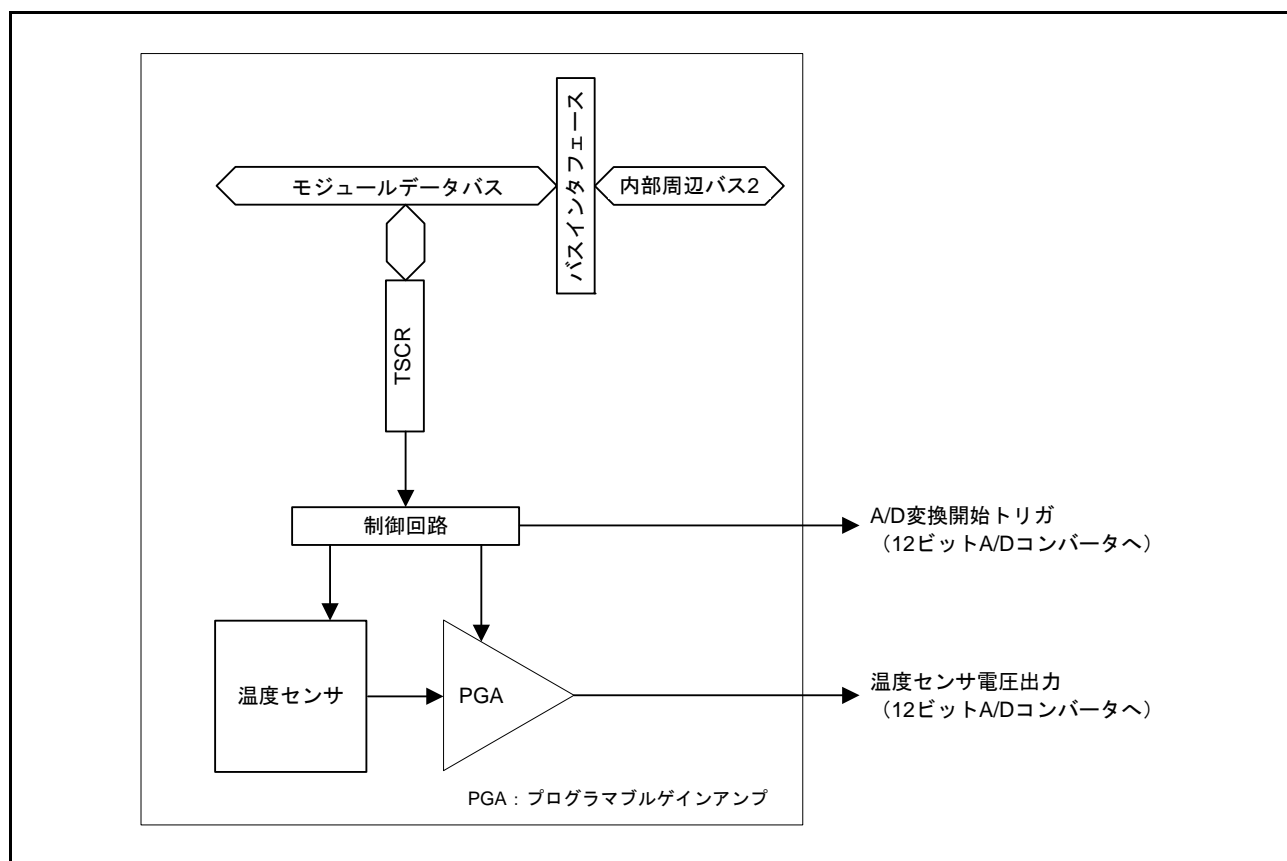 バスインタフェース
モジュールデータバス
内部周辺バス2
TSCR
制御回路
A/D変換開始トリガ
（12ビットA/Dコンバータへ）
温度センサ
PGA
温度センサ電圧出力
（12ビットA/Dコンバータへ）
PGA：プログラマブルゲインアンプ